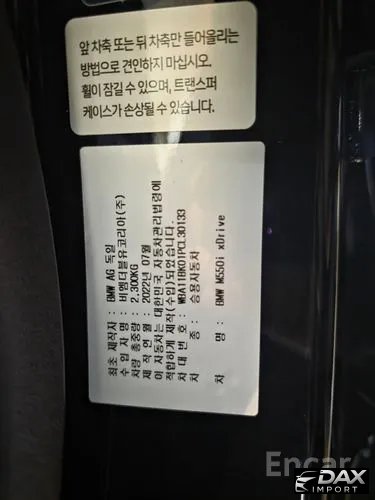 앞 차축 또는 뒤 차축만 들어올리는
방법으로 견인하지 마십시오.
휠이 잠길 수 있으며, 트랜스퍼
케이스가 손상될 수 있습니다.
최초 제작자 : BMW AG 독일
수 입 자 명 : 비엠더블유코리아(주)
차량 총중량 : 2.300KG
제 작 연 월 : 2022년 07월
이 자동차는 대한민국 자동차관리법령에
적합하게 제작(수입)되었습니다.
차 대 번 호 : WBA11BK01PCL30133
차 종 : 승용자동차
차 명 : BMW M550i xDrive
Encar
DAX
IMPORT